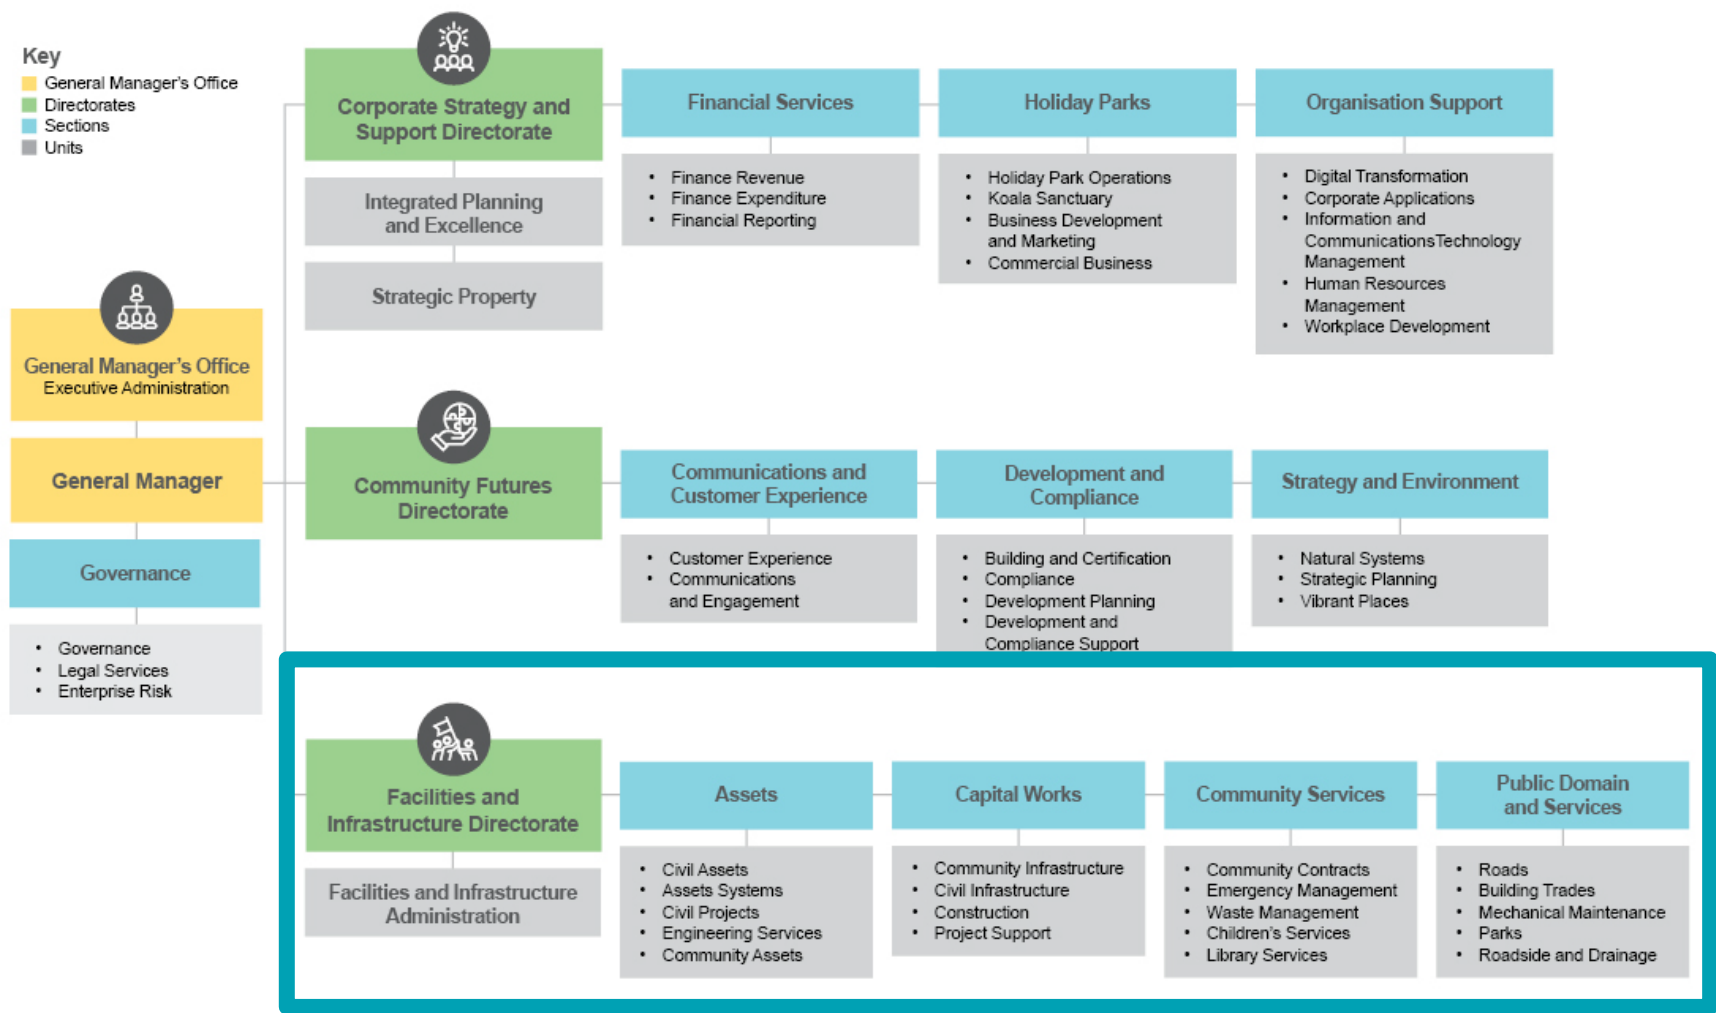 Key
General Manager's Office
Directorates
Sections
Units
Corporate Strategy and
Support Directorate
Integrated Planning
and Excellence
Strategic Property
Financial Services
• Finance Revenue
• Finance Expenditure
• Financial Reporting
Holiday Parks
• Holiday Park Operations
• Koala Sanctuary
• Business Development
and Marketing
• Commercial Business
Organisation Support
• Digital Transformation
• Corporate Applications
• Information and
CommunicationsTechnology
Management
• Human Resources
Management
• Workplace Development
General Manager's Office
Executive Administration
General Manager
Governance
• Governance
• Legal Services
• Enterprise Risk
Community Futures
Directorate
Communications and
Customer Experience
• Customer Experience
• Communications
and Engagement
Development and
Compliance
• Building and Certification
• Compliance
• Development Planning
• Development and
Compliance Support
Strategy and Environment
• Natural Systems
• Strategic Planning
• Vibrant Places
Facilities and
Infrastructure Directorate
Facilities and Infrastructure
Administration
Assets
• Civil Assets
• Assets Systems
• Civil Projects
• Engineering Services
• Community Assets
Capital Works
• Community Infrastructure
• Civil Infrastructure
• Construction
• Project Support
Community Services
• Community Contracts
• Emergency Management
• Waste Management
• Children's Services
• Library Services
Public Domain
and Services
• Roads
• Building Trades
• Mechanical Maintenance
• Parks
• Roadside and Drainage